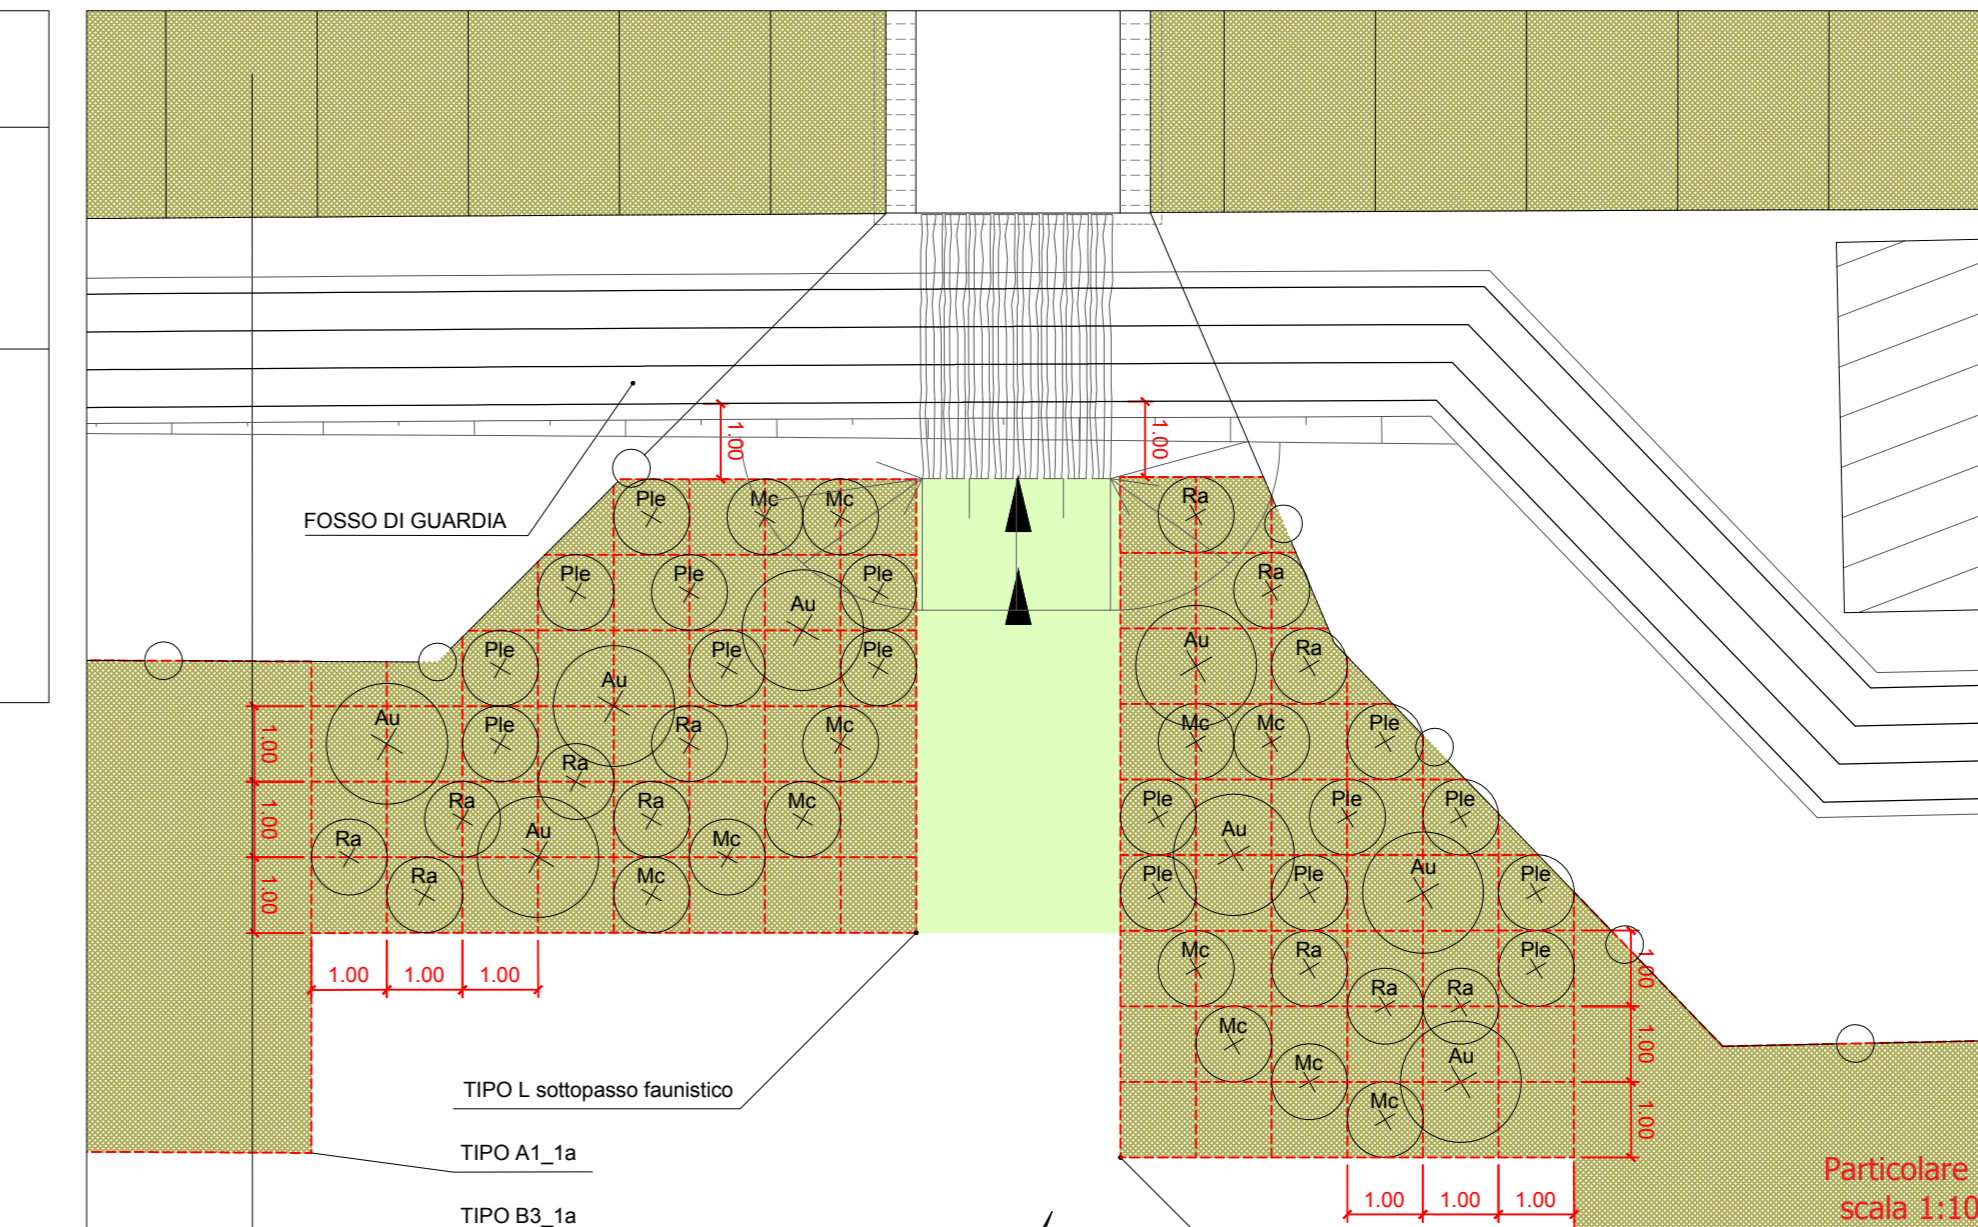 1.00 1.00
Ple Mc Mc Ra
FOSSO DI GUARDIA
Ple Ple Au Ple Ra
Ple Au Ple Ple Au Ra
Au Ple Ra Mc Mc Mc Ple
1.00
Ra
Ra Ra Mc Ple Ple Ple
1.00
Ra Au Mc Au
Ra Mc Ple Ple Au Ple
1.00
Mc Ra Ple
1.00 1.00 1.00 1.00
Ra Ra
Mc
1.00
Mc Au
TIPO L sottopasso faunistico
Mc
1.00
TIPO A1_1a
Particolare
1.00 1.00 1.00
scala 1:10
TIPO B3_1a